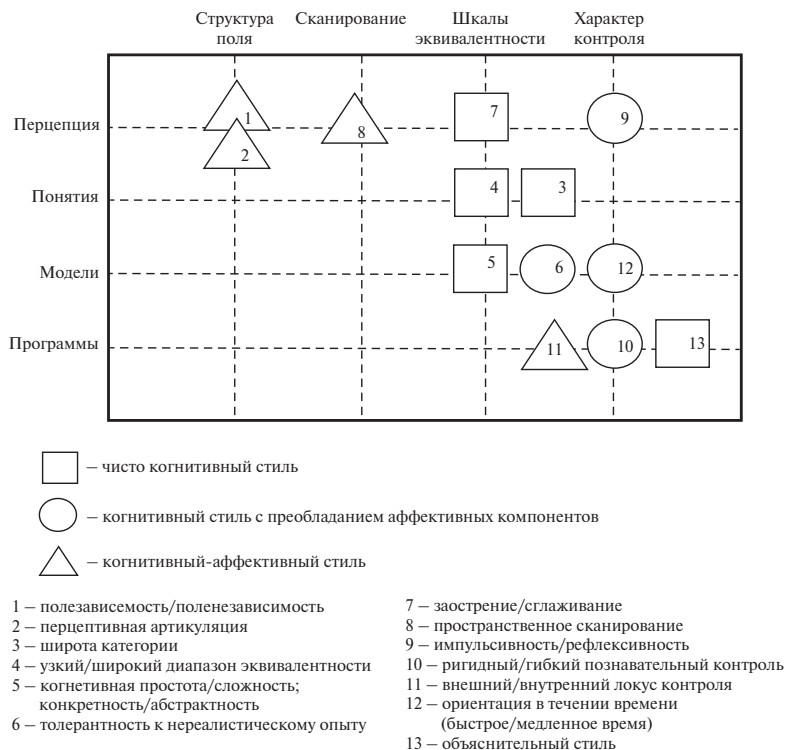 Структура
поля
Сканирование
Шкалы
эквивалентности
Характер
контроля
Перцепция
1
2
8
7
9
Понятия
4
3
Модели
5
6
12
Программы
11
10
13
– чисто когнитивный стиль
– когнитивный стиль с преобладанием аффективных компонентов
– когнитивный-аффективный стиль
1 – полезависемость/поленезависимость
2 – перцептивная артикуляция
3 – широта категории
4 – узкий/широкий диапазон эквивалентности
5 – когнетивная простота/сложность;
конкретность/абстрактность
6 – толерантность к нереалистическому опыту
7 – заострение/сглаживание
8 – пространственное сканирование
9 – импульсивность/рефлексивность
10 – ригидный/гибкий познавательный контроль
11 – внешний/внутренний локус контроля
12 – ориентация в течении времени
(быстрое/медленное время)
13 – объяснительный стиль